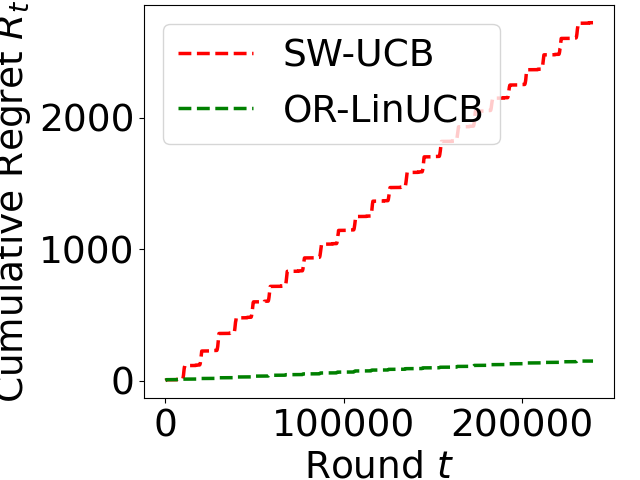 Cumulative Regret R_t
SW-UCB
OR-LinUCB
2000
1000
0
0
100000
200000
Round t